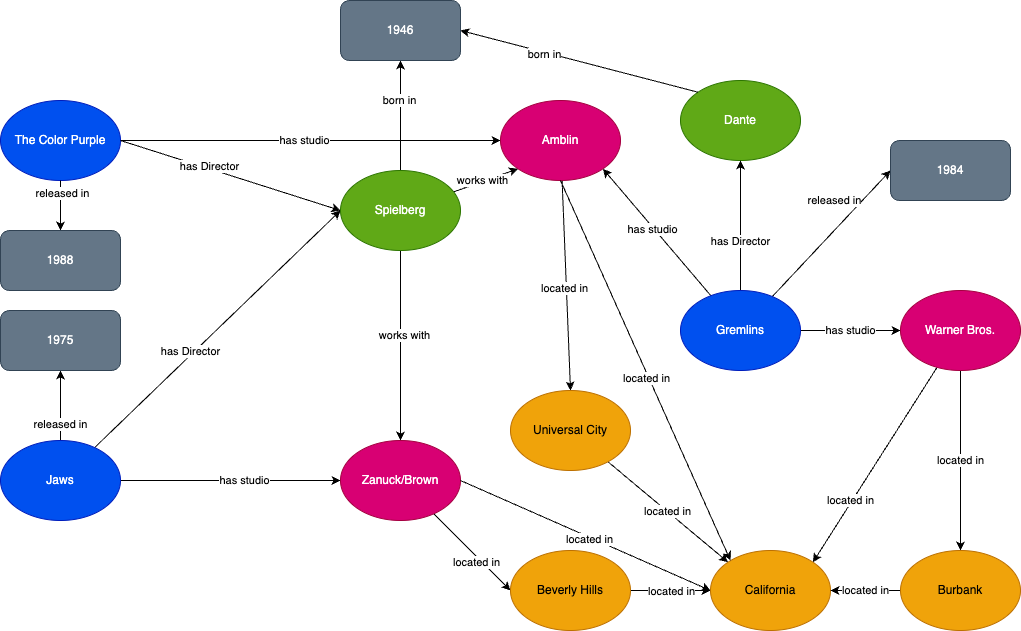 1946
born in
born in
The Color Purple
has studio
Amblin
Dante
has Director
works with
1984
released in
released in
Spielberg
has studio
has Director
1988
located in
1975
works with
has Director
Gremlins
has studio
Warner Bros.
located in
released in
Universal City
located in
Jaws
has studio
Zanuck/Brown
located in
located in
located in
located in
located in
Beverly Hills
located in
California
located in
Burbank